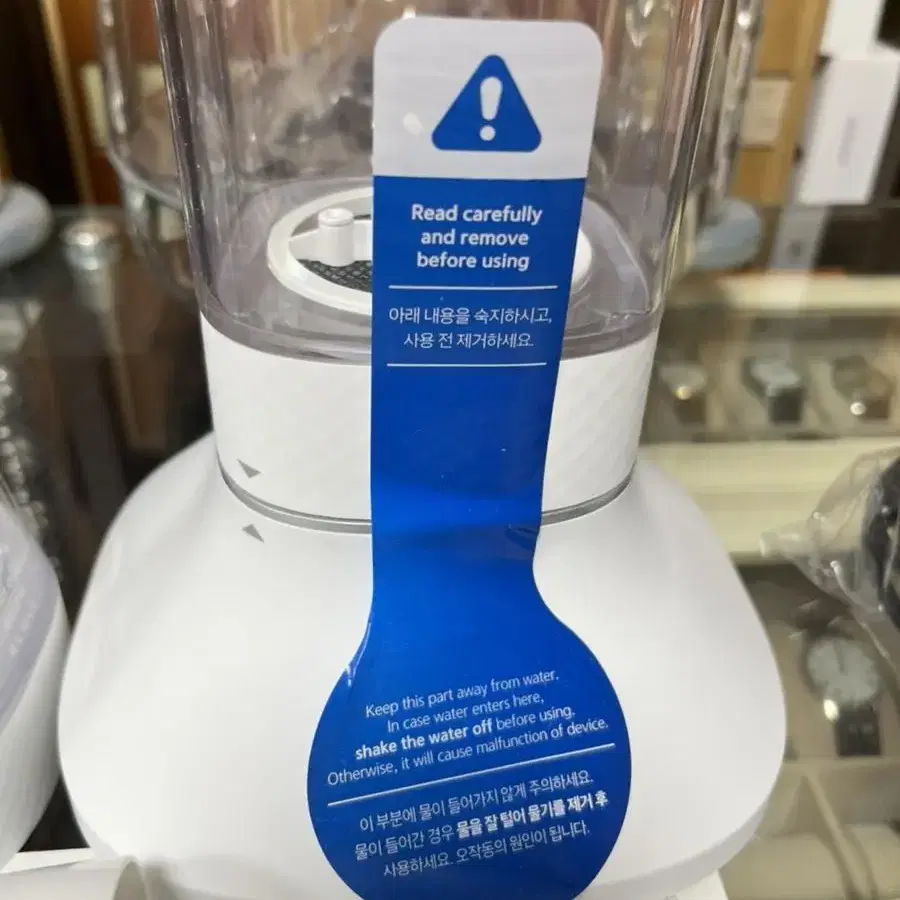 Read carefully
and remove
before using
아래 내용을 숙지하시고,
사용 전 제거하세요.
Keep this part away from water.
In case water enters here,
shake the water off before using.
Otherwise, it will cause malfunction of device.
이 부분에 물이 들어가지 않게 주의하세요.
물이 들어간 경우 물을 잘 털어 물기를 제거 후
사용하세요. 오작동의 원인이 됩니다.